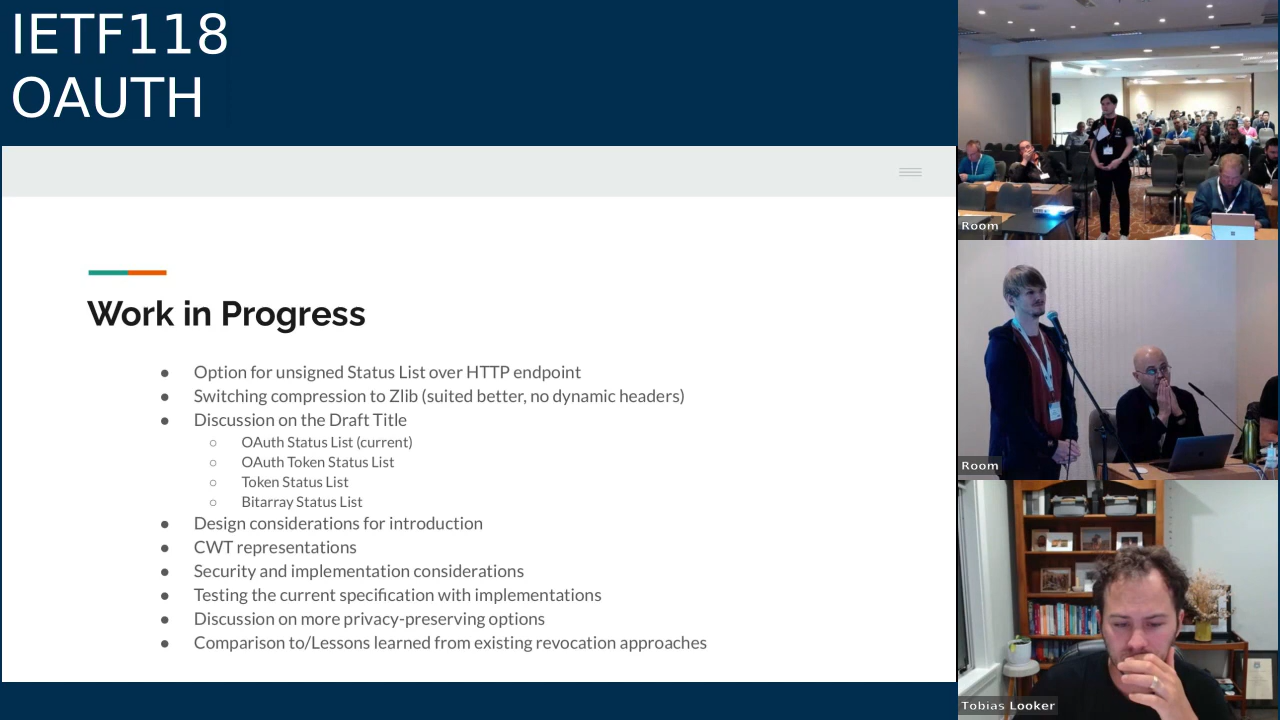 IETF118
OAUTH
Work in Progress
● Option for unsigned Status List over HTTP endpoint
● Switching compression to Zlib (suited better, no dynamic headers)
● Discussion on the Draft Title
○ OAuth Status List (current)
○ OAuth Token Status List
○ Token Status List
○ Bitarray Status List
● Design considerations for introduction
● CWT representations
● Security and implementation considerations
● Testing the current specification with implementations
● Discussion on more privacy-preserving options
● Comparison to/Lessons learned from existing revocation approaches
Room
Room
Tobias Looker